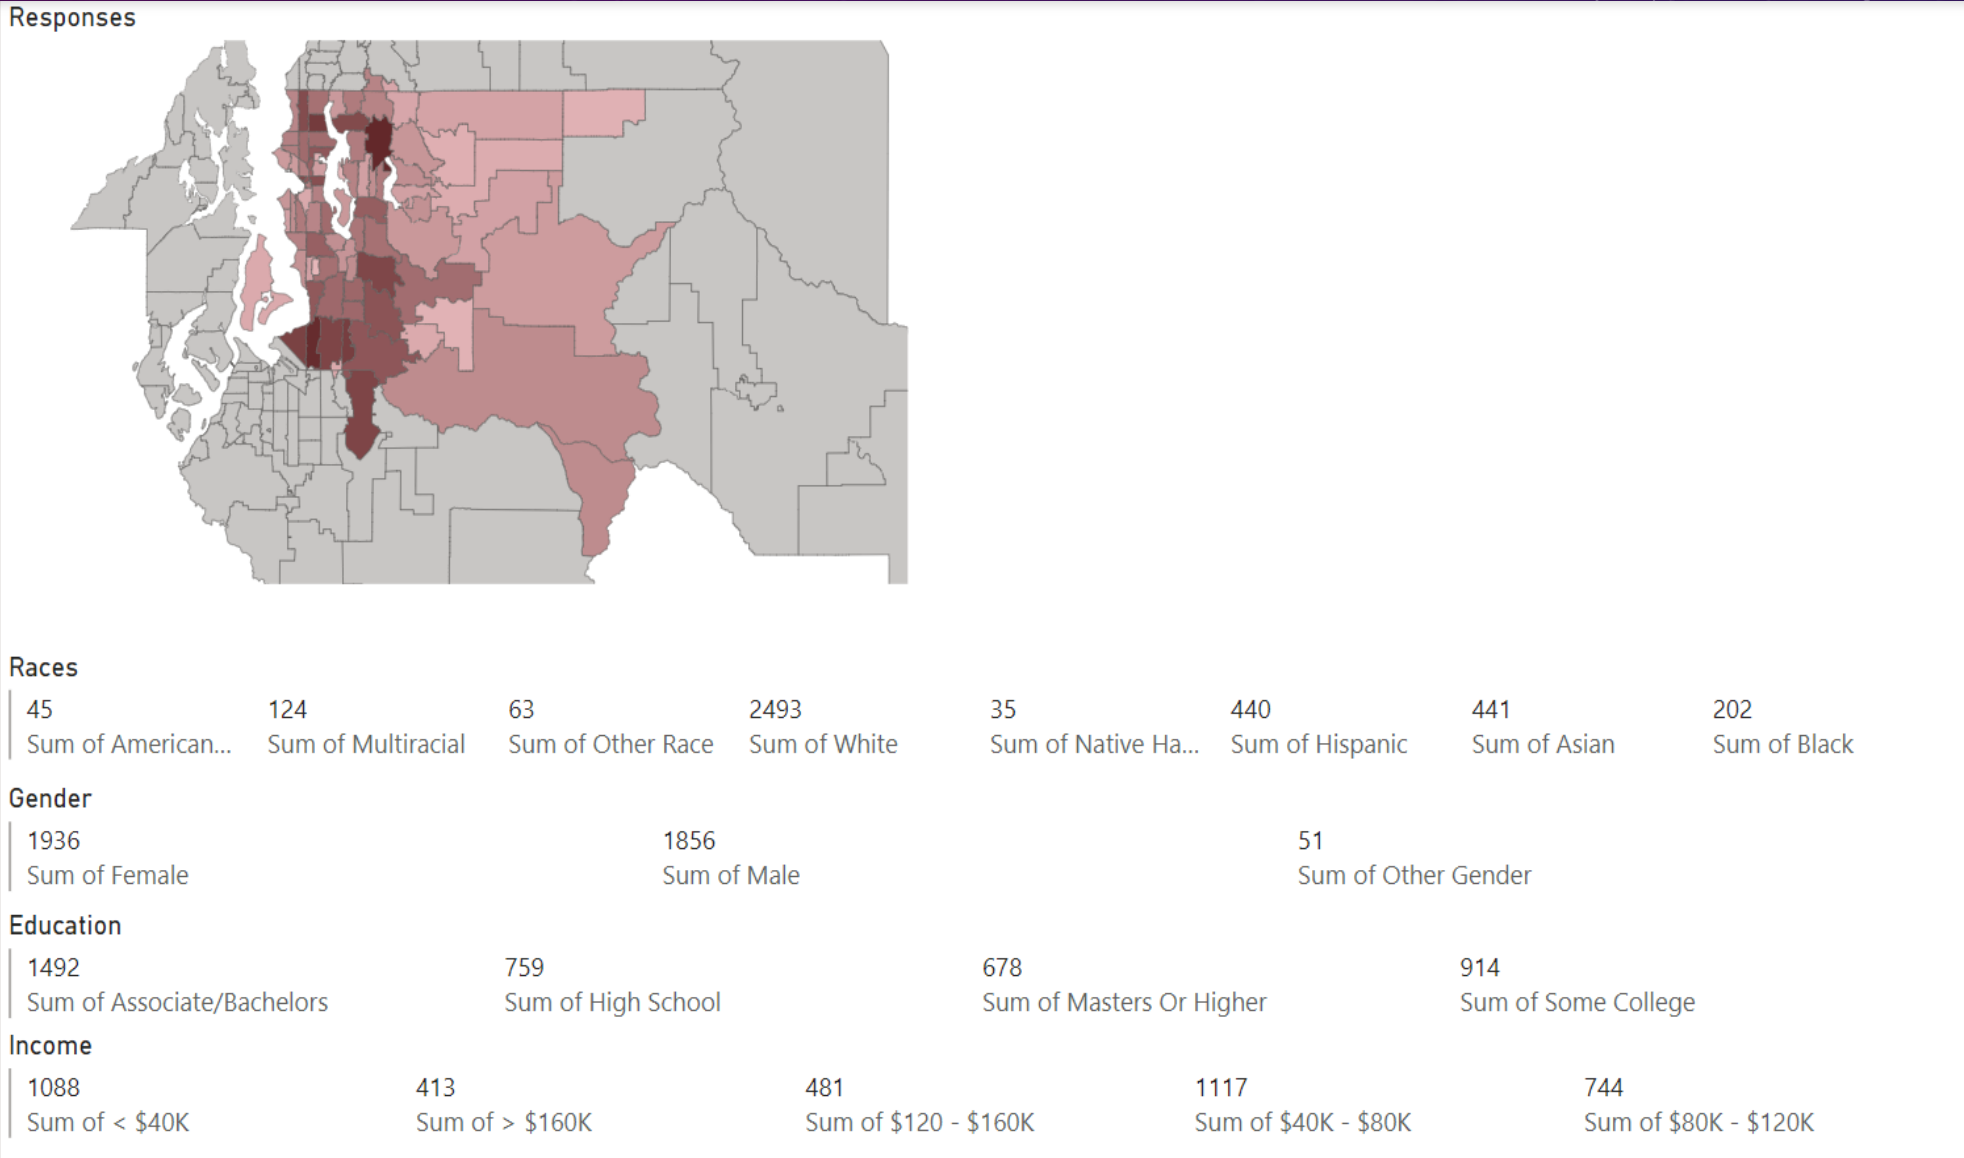 Responses
Races
45 124 63 2493 35 440 441 202
Sum of American... Sum of Multiracial Sum of Other Race Sum of White Sum of Native Ha... Sum of Hispanic Sum of Asian Sum of Black
Gender
1936 1856 51
Sum of Female Sum of Male Sum of Other Gender
Education
1492 759 678 914
Sum of Associate/Bachelors Sum of High School Sum of Masters Or Higher Sum of Some College
Income
1088 413 481 1117 744
Sum of < $40K Sum of > $160K Sum of $120 - $160K Sum of $40K - $80K Sum of $80K - $120K